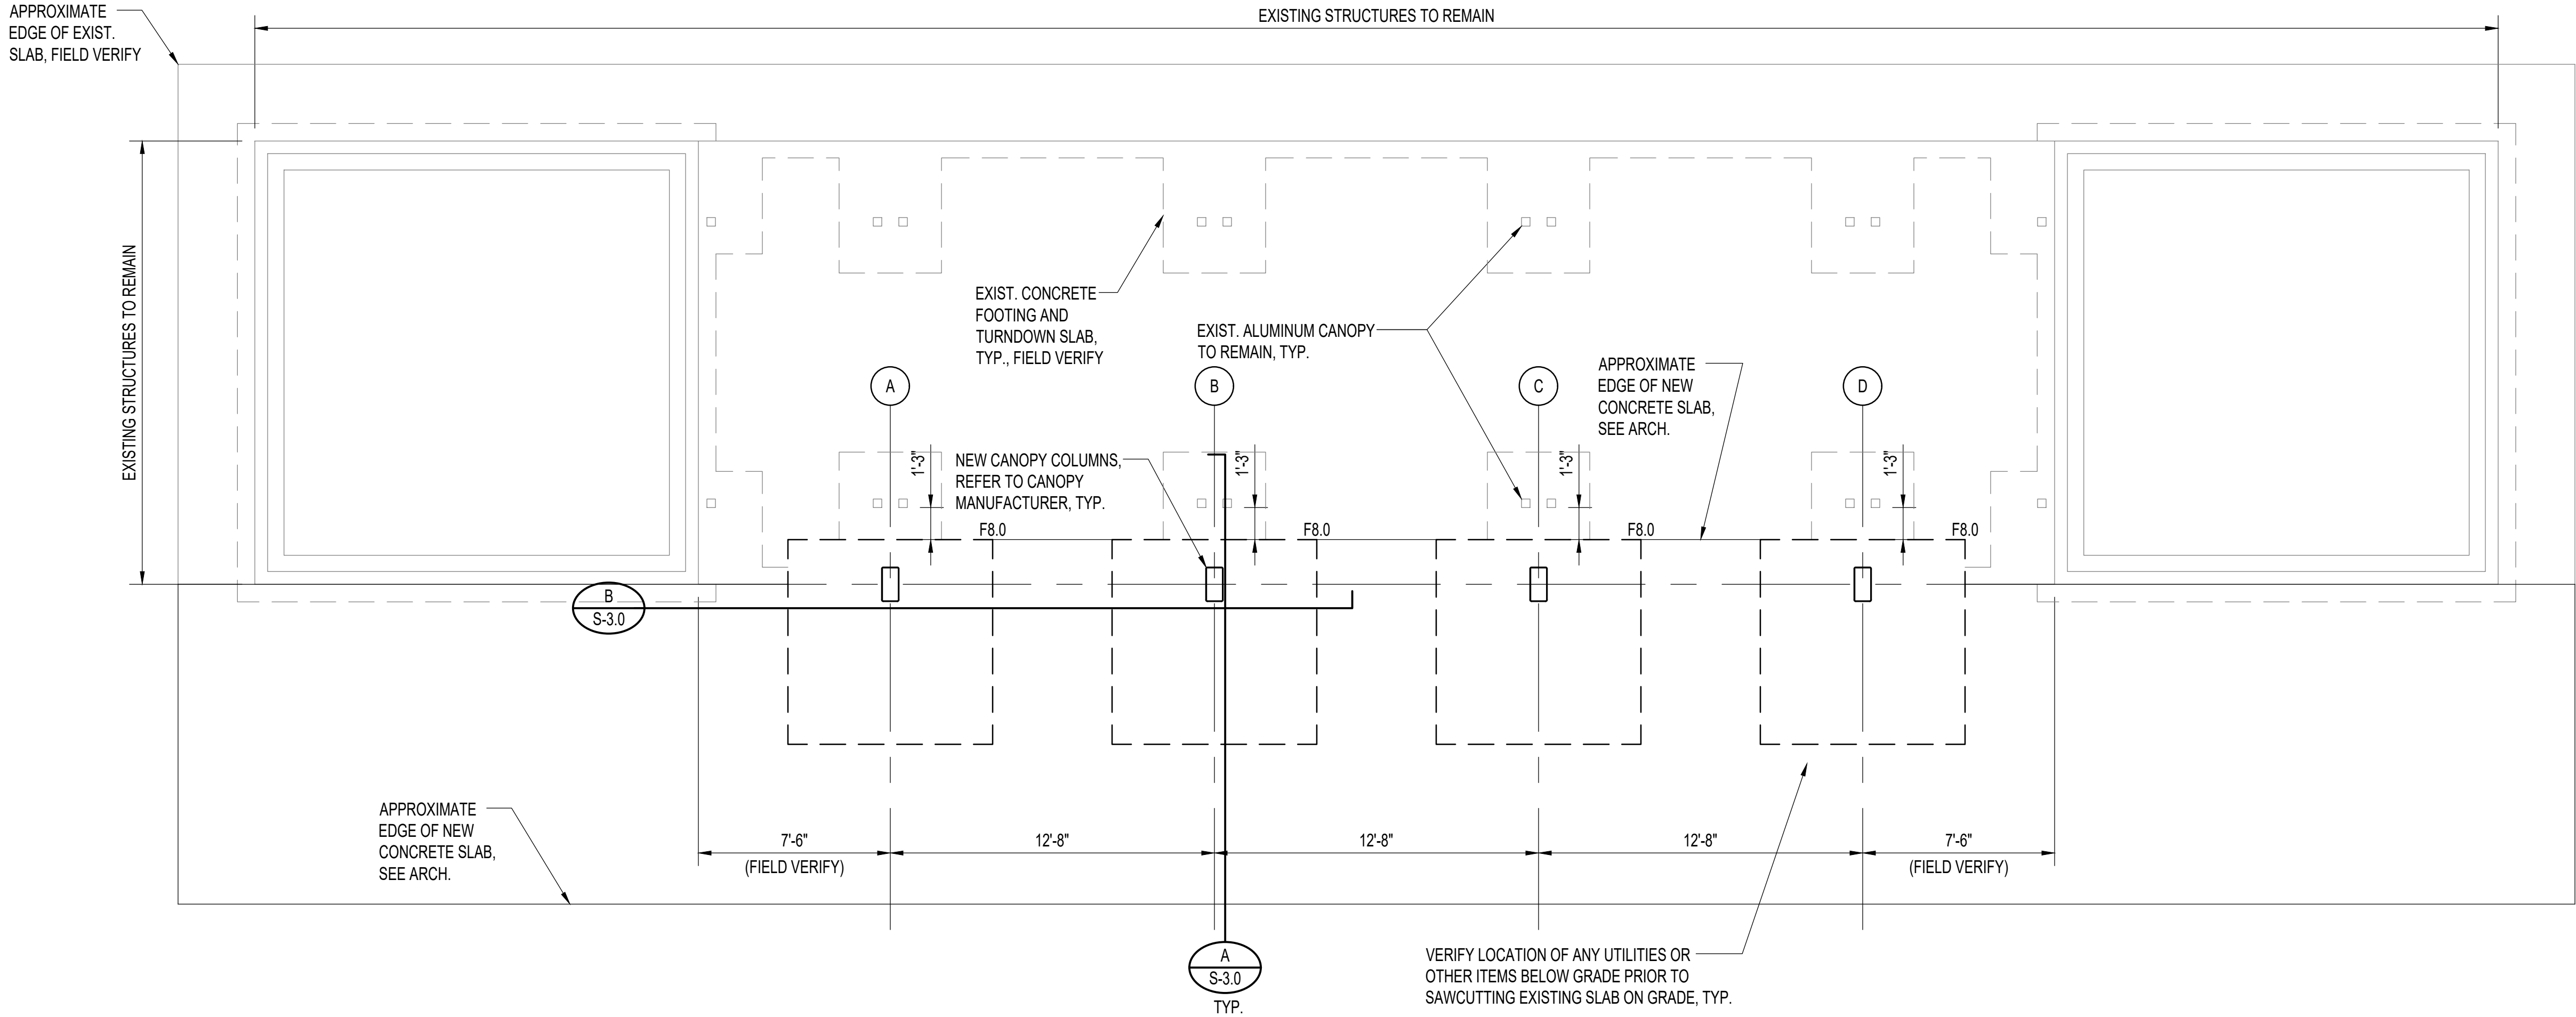 APPROXIMATE
EDGE OF EXIST.
SLAB, FIELD VERIFY
EXISTING STRUCTURES TO REMAIN
EXISTING STRUCTURES TO REMAIN
EXIST. CONCRETE
FOOTING AND
TURNDOWN SLAB,
TYP., FIELD VERIFY
EXIST. ALUMINUM CANOPY
TO REMAIN, TYP.
APPROXIMATE
EDGE OF NEW
CONCRETE SLAB,
SEE ARCH.
A
B
C
D
NEW CANOPY COLUMNS,
REFER TO CANOPY
MANUFACTURER, TYP.
1'-3"
1'-3"
1'-3"
1'-3"
F8.0
F8.0
F8.0
F8.0
B
S-3.0
APPROXIMATE
EDGE OF NEW
CONCRETE SLAB,
SEE ARCH.
7'-6"
(FIELD VERIFY)
12'-8"
12'-8"
12'-8"
7'-6"
(FIELD VERIFY)
A
S-3.0
TYP.
VERIFY LOCATION OF ANY UTILITIES OR
OTHER ITEMS BELOW GRADE PRIOR TO
SAWCUTTING EXISTING SLAB ON GRADE, TYP.